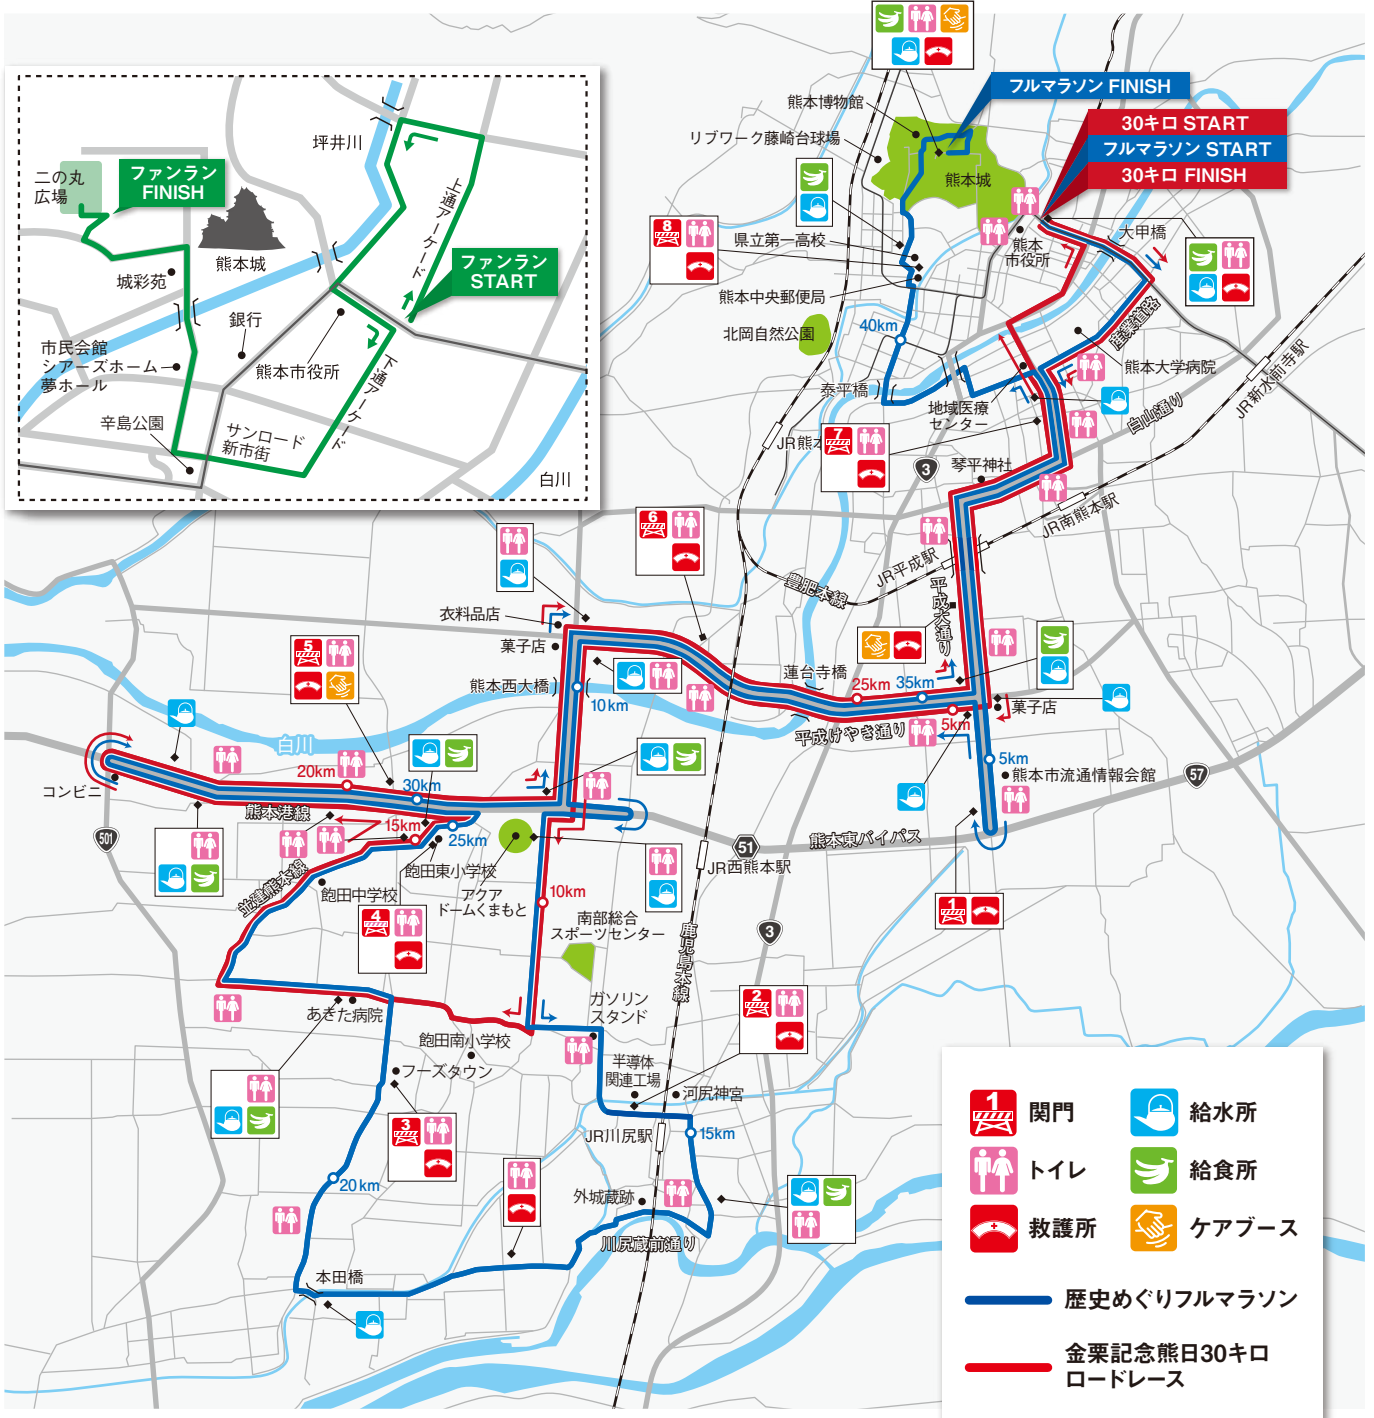 坪井川
二の丸
広場
ファンラン
FINISH
上通アーケード
熊本城
ファンラン
START
城彩苑
銀行
市民会館
シアーズホーム
夢ホール
熊本市役所
下通アーケード
辛島公園
サンロード
新市街
白川
フルマラソン FINISH
熊本博物館
リブワーク藤崎台球場
30キロ START
フルマラソン START
30キロ FINISH
熊本城
大甲橋
熊本
市役所
8
県立第一高校
熊本中央郵便局
産業道路
北岡自然公園
40km
熊本大学病院
JR新水前寺駅
泰平橋
地域医療
センター
白山通り
JR熊本
7
3
琴平神社
JR南熊本駅
6
JR平成駅
豊肥本線
平成大通り
衣料品店
菓子店
5
蓮台寺橋
熊本西大橋
10km
25km
35km
5km
菓子店
平成けやき通り
白川
5km
熊本市流通情報会館
57
20km
30km
コンビニ
熊本港線
15km
25km
501
51
熊本東バイパス
JR西熊本駅
飽田東小学校
並建熊本線
飽田中学校
アクア
ドームくまもと
10km
4
南部総合
スポーツセンター
3
1
鹿児島本線
ガソリン
スタンド
2
あきた病院
飽田南小学校
フーズタウン
半導体
関連工場
河尻神宮
3
JR川尻駅
15km
20km
外城蔵跡
川尻蔵前通り
本田橋
1
関門
給水所
トイレ
給食所
救護所
ケアブース
歴史めぐりフルマラソン
金栗記念熊日30キロ
ロードレース